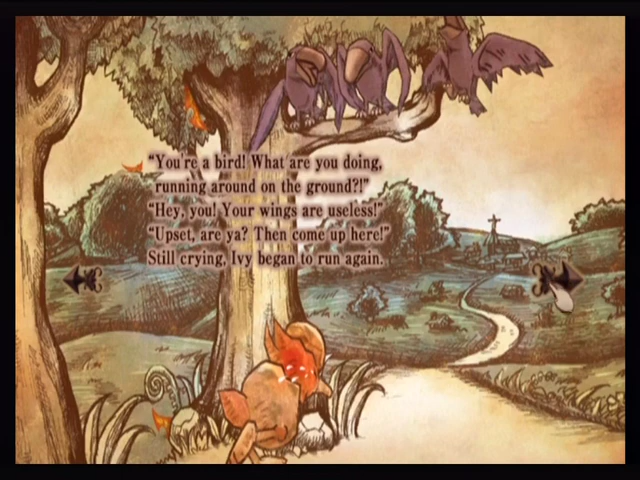 “You're a bird! What are you doing,
running around on the ground?!”
“Hey, you! Your wings are useless!”
“Upset, are ya? Then come up here!”
Still crying, Ivy began to run again.